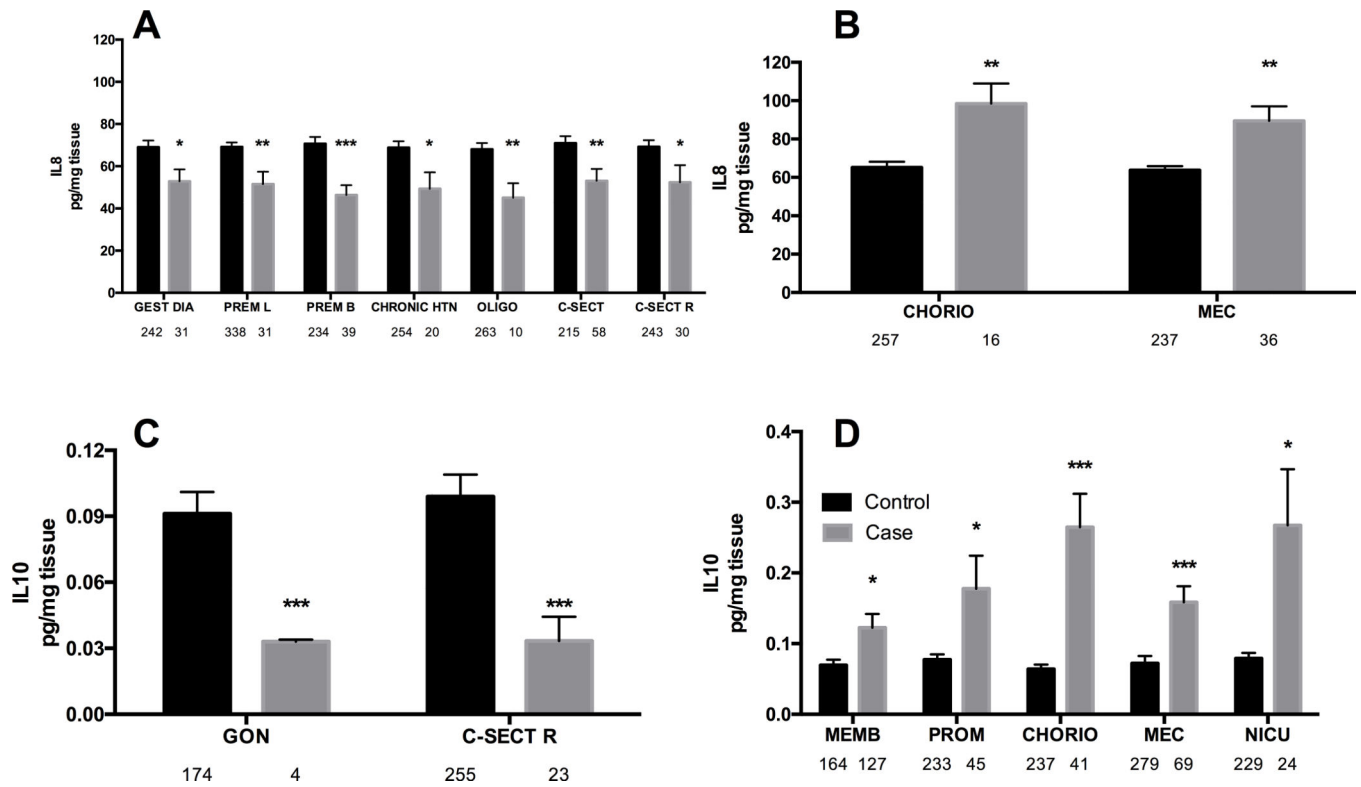 A
120
100
80
60
40
20
0
IL8
pg/mg tissue
* ** *** * ** ** *
GEST DIA PREM L PREM B CHRONIC HTN OLIGO C-SECT C-SECT R
242 31 338 31 234 39 254 20 263 10 215 58 243 30
B
120
100
80
60
40
20
0
IL8
pg/mg tissue
** **
CHORIO MEC
257 16 237 36
C
0.12
0.09
0.06
0.03
0.00
IL10
pg/mg tissue
*** ***
GON C-SECT R
174 4 255 23
D
0.4
0.3
0.2
0.1
0.0
IL10
pg/mg tissue
Control
Case
* * *** *** *
MEMB PROM CHORIO MEC NICU
164 127 233 45 237 41 279 69 229 24